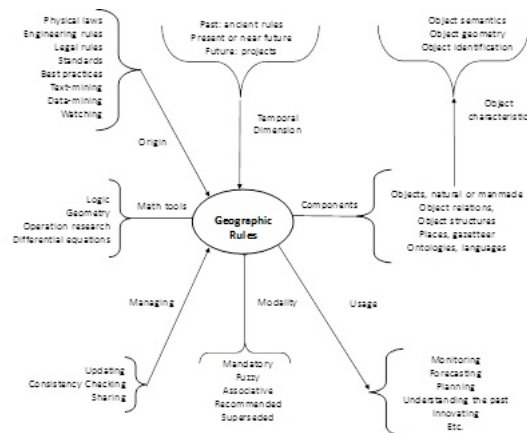 Physical laws
Engineering rules
Legal rules
Standards
Best practices
Text-mining
Data-mining
Watching
Origin
Past: ancient rules
Present or near future
Future: projects
Temporal
Dimension
Object semantics
Object geometry
Object identification
Object
characteristic
Logic
Geometry
Operation research
Differential equations
Math tools
Geographic
Rules
Components
Objects, natural or manmade
Object relations,
Object structures
Places, gazetteer
Ontologies, languages
Managing
Updating
Consistency Checking
Sharing
Modality
Mandatory
Fuzzy
Associative
Recommended
Superseded
Usage
Monitoring
Forecasting
Planning
Understanding the past
Innovating
Etc.